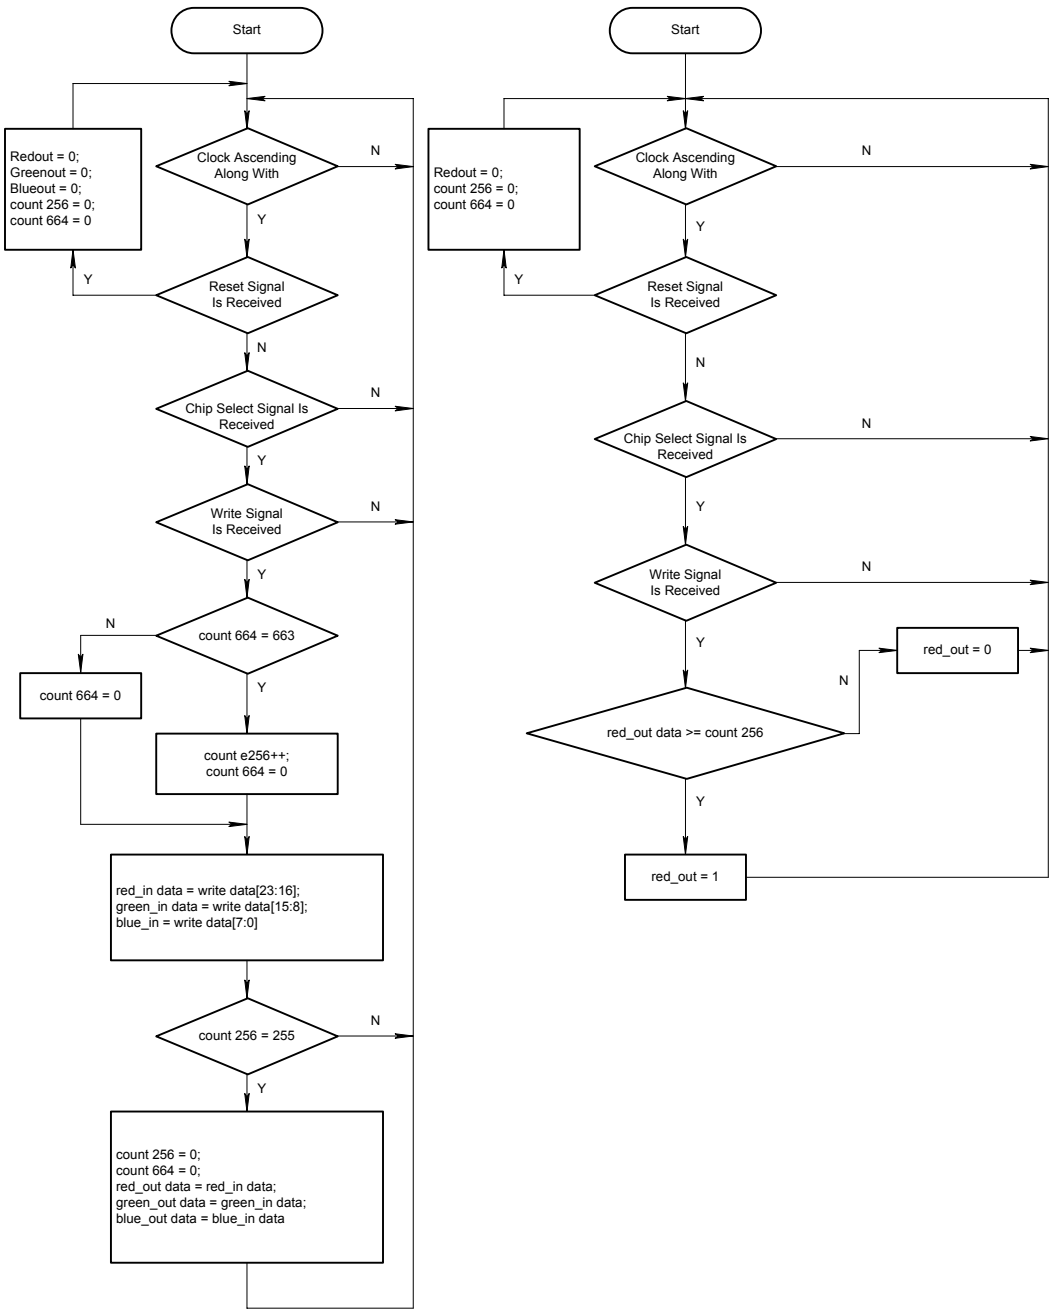 Start
Redout = 0;
Greenout = 0;
Blueout = 0;
count 256 = 0;
count 664 = 0
Clock Ascending
Along With
N
Y
Reset Signal
Is Received
Y
N
Chip Select Signal Is
Received
N
Y
Write Signal
Is Received
N
Y
count 664 = 663
N
count 664 = 0
Y
count e256++;
count 664 = 0
red_in data = write data[23:16];
green_in data = write data[15:8];
blue_in = write data[7:0]
count 256 = 255
N
Y
count 256 = 0;
count 664 = 0;
red_out data = red_in data;
green_out data = green_in data;
blue_out data = blue_in data
Start
Redout = 0;
count 256 = 0;
count 664 = 0
Clock Ascending
Along With
N
Y
Reset Signal
Is Received
Y
N
Chip Select Signal Is
Received
N
Y
Write Signal
Is Received
N
Y
red_out data >= count 256
N
red_out = 0
Y
red_out = 1